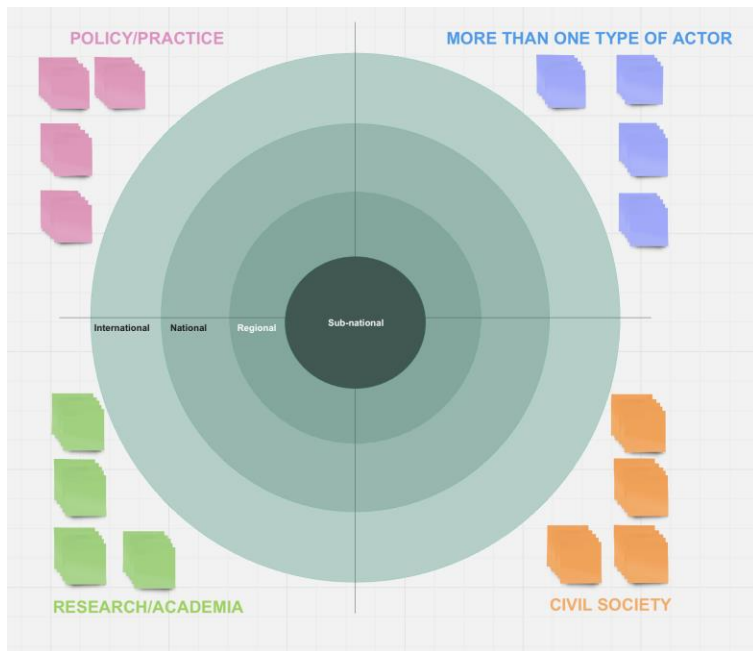 POLICY/PRACTICE
MORE THAN ONE TYPE OF ACTOR
International
National
Regional
Sub-national
RESEARCH/ACADEMIA
CIVIL SOCIETY